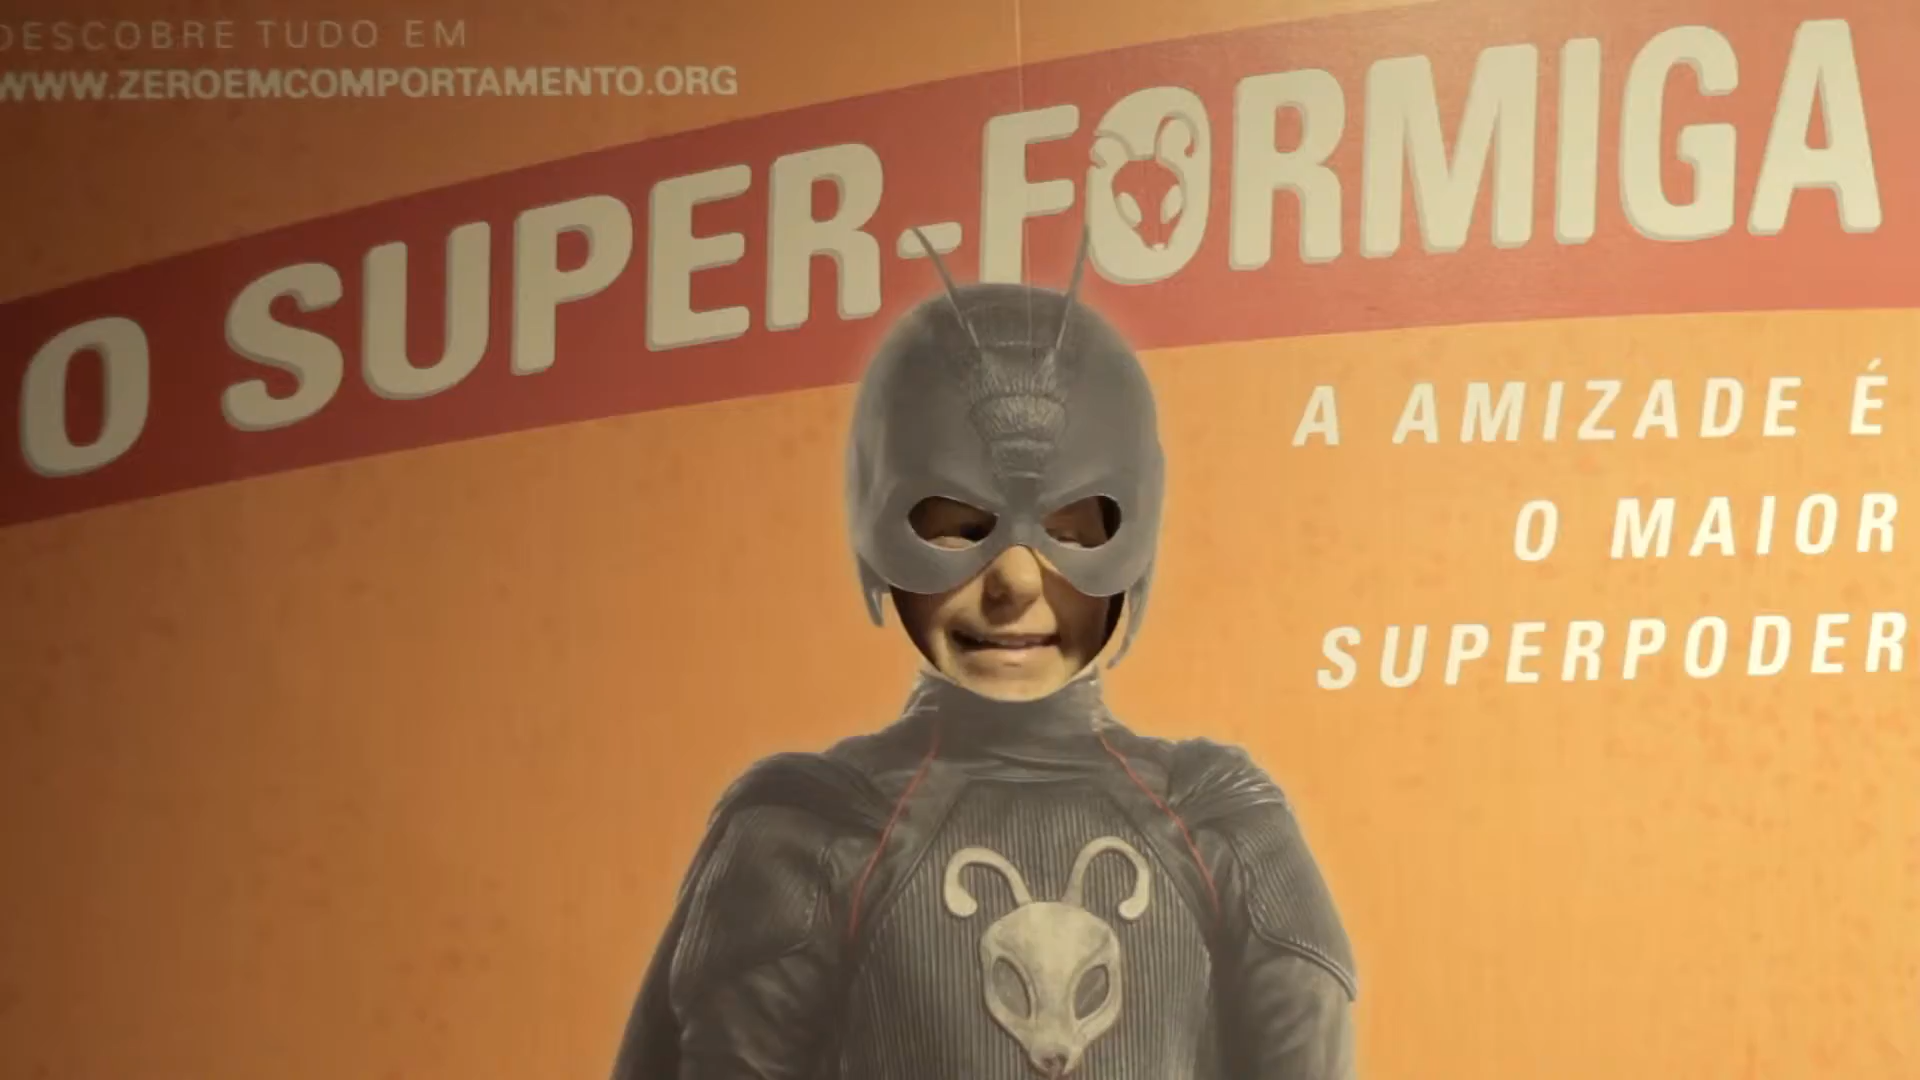 DESCOBRE TUDO EM
WWW.ZEROEMCOMPORTAMENTO.ORG
O SUPER-FORMIGA
A AMIZADE É
O MAIOR
SUPERPODER